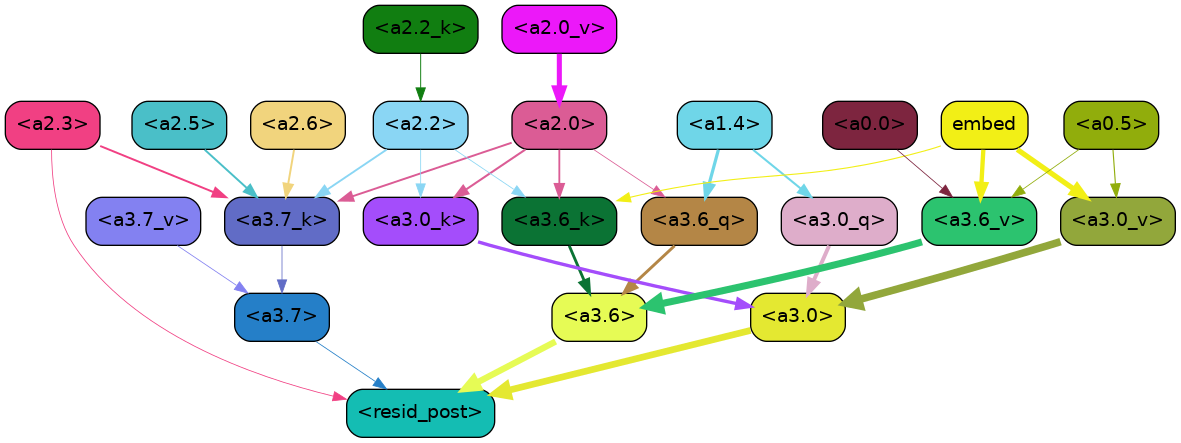 <a2.2_k> <a2.0_v>
<a2.3> <a2.5> <a2.6> <a2.2> <a2.0> <a1.4> <a0.0> embed <a0.5>
<a3.7_v> <a3.7_k> <a3.0_k> <a3.6_k> <a3.6_q> <a3.0_q> <a3.6_v> <a3.0_v>
<a3.7> <a3.6> <a3.0>
<resid_post>